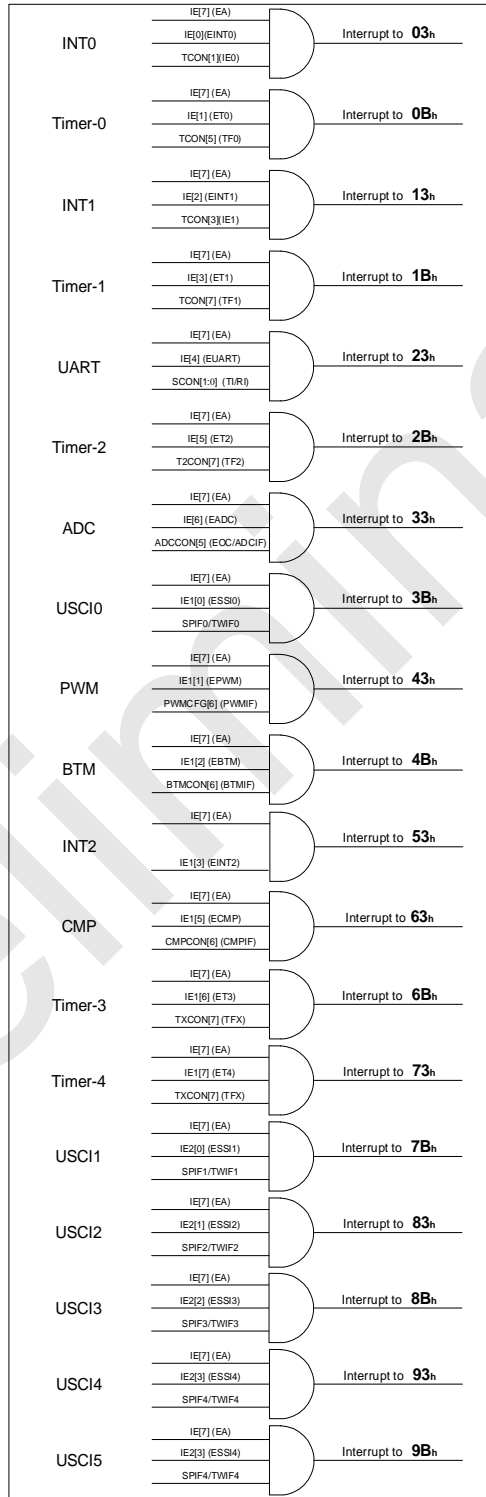 IE[7] (EA)
INT0 IE[0](EINT0) Interrupt to 03h
TCON[1](IE0)
IE[7] (EA)
Timer-0 IE[1] (ET0) Interrupt to 0Bh
TCON[5] (TF0)
IE[7] (EA)
INT1 IE[2] (EINT1) Interrupt to 13h
TCON[3](IE1)
IE[7] (EA)
Timer-1 IE[3] (ET1) Interrupt to 1Bh
TCON[7] (TF1)
IE[7] (EA)
UART IE[4] (EUART) Interrupt to 23h
SCON[1:0] (TI/RI)
IE[7] (EA)
Timer-2 IE[5] (ET2) Interrupt to 2Bh
T2CON[7] (TF2)
IE[7] (EA)
ADC IE[6] (EADC) Interrupt to 33h
ADCCON[5] (EOC/ADCIF)
IE[7] (EA)
USCI0 IE1[0] (ESSI0) Interrupt to 3Bh
SPIF0/TWIF0
IE[7] (EA)
PWM IE1[1] (EPWM) Interrupt to 43h
PWMCFG[6] (PWMIF)
IE[7] (EA)
BTM IE1[2] (EBTM) Interrupt to 4Bh
BTMCON[6] (BTMIF)
IE[7] (EA)
INT2 Interrupt to 53h
IE1[3] (EINT2)
IE[7] (EA)
CMP IE1[5] (ECMP) Interrupt to 63h
CMPCON[6] (CMPIF)
IE[7] (EA)
Timer-3 IE1[6] (ET3) Interrupt to 6Bh
TXCON[7] (TFX)
IE[7] (EA)
Timer-4 IE1[7] (ET4) Interrupt to 73h
TXCON[7] (TFX)
IE[7] (EA)
USCI1 IE2[0] (ESSI1) Interrupt to 7Bh
SPIF1/TWIF1
IE[7] (EA)
USCI2 IE2[1] (ESSI2) Interrupt to 83h
SPIF2/TWIF2
IE[7] (EA)
USCI3 IE2[2] (ESSI3) Interrupt to 8Bh
SPIF3/TWIF3
IE[7] (EA)
USCI4 IE2[3] (ESSI4) Interrupt to 93h
SPIF4/TWIF4
IE[7] (EA)
USCI5 IE2[3] (ESSI4) Interrupt to 9Bh
SPIF4/TWIF4
elimina